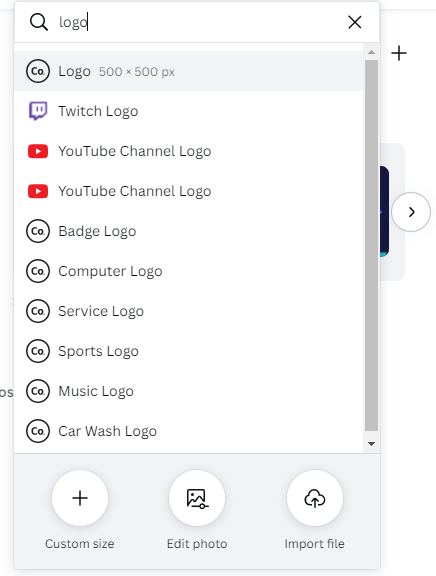 logo
Co. Logo 500 × 500 px
Twitch Logo
YouTube Channel Logo
YouTube Channel Logo
Co. Badge Logo
Co. Computer Logo
Co. Service Logo
Co. Sports Logo
Co. Music Logo
os
Co. Car Wash Logo
Custom size
Edit photo
Import file